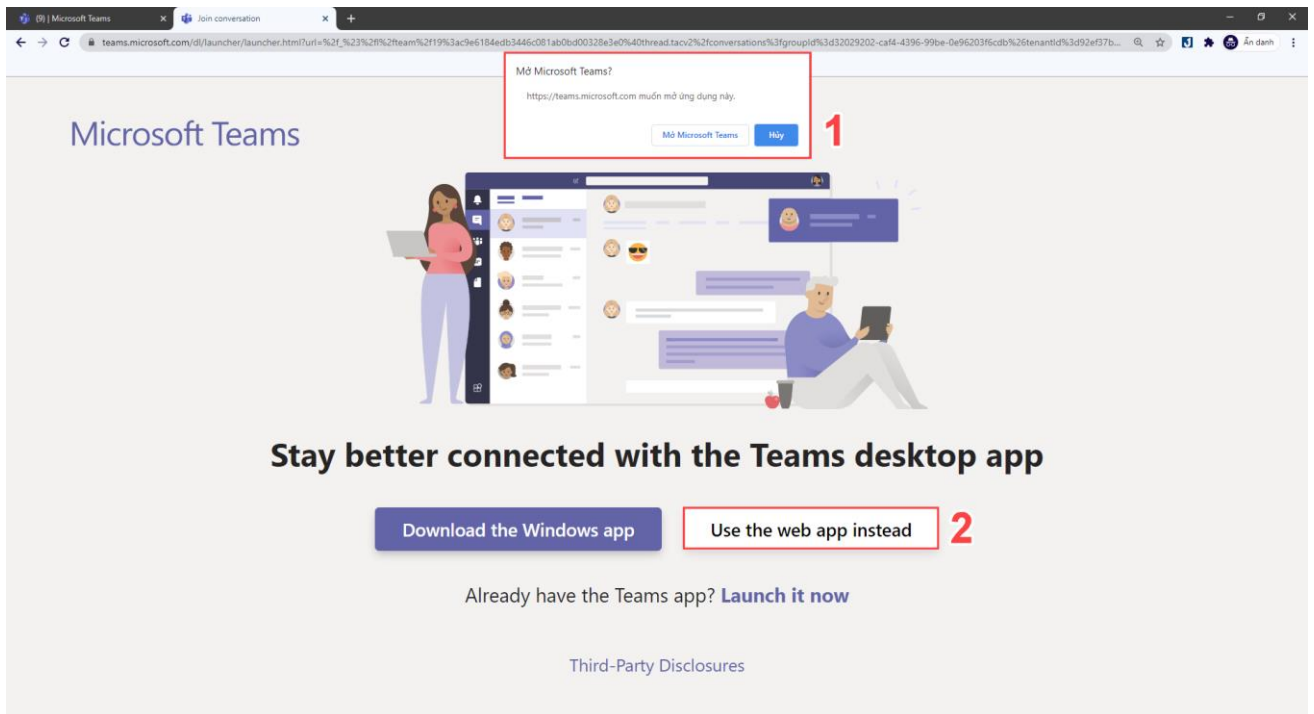 (9) | Microsoft Teams
Join conversation
teams.microsoft.com/dl/launcher/launcher.html?url=%2f_%23%2fl%2fteam%2f19%3ac9e6184edb3446c081ab0bd00328e3e0%40thread.tacv2%2fconversations%3fgroupId%3d32029202-caf4-4396-99be-0e96203f6cdb%26tenantId%3d92ef37b...
Ẩn danh
Mở Microsoft Teams?
https://teams.microsoft.com muốn mở ứng dụng này.
Mở Microsoft Teams Hủy
1
Microsoft Teams
Stay better connected with the Teams desktop app
Download the Windows app
Use the web app instead
2
Already have the Teams app? Launch it now
Third-Party Disclosures